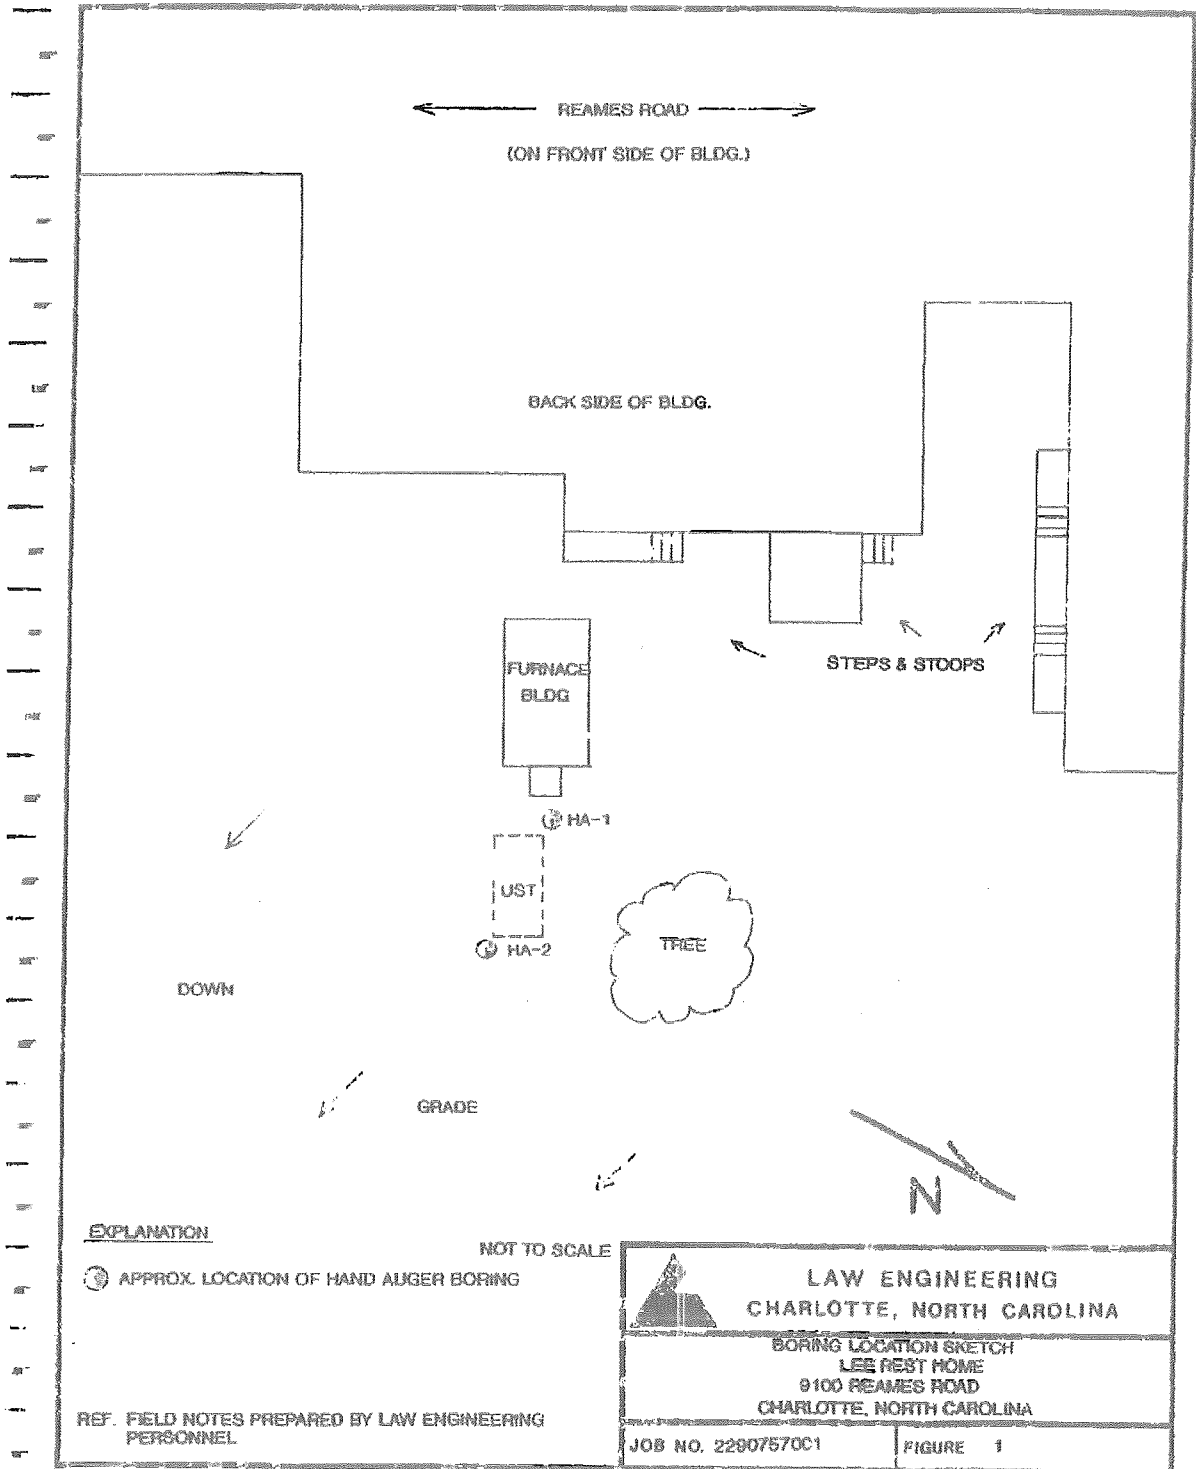 REAMES ROAD
(ON FRONT SIDE OF BLDG.)
BACK SIDE OF BLDG.
STEPS & STOOPS
FURNACE
BLDG
HA-1
UST
HA-2
TREE
DOWN
GRADE
N
EXPLANATION
NOT TO SCALE
APPROX. LOCATION OF HAND AUGER BORING
REF. FIELD NOTES PREPARED BY LAW ENGINEERING
PERSONNEL
LAW ENGINEERING
CHARLOTTE, NORTH CAROLINA
BORING LOCATION SKETCH
LEE REST HOME
9100 REAMES ROAD
CHARLOTTE, NORTH CAROLINA
JOB NO. 22907570C1
FIGURE 1